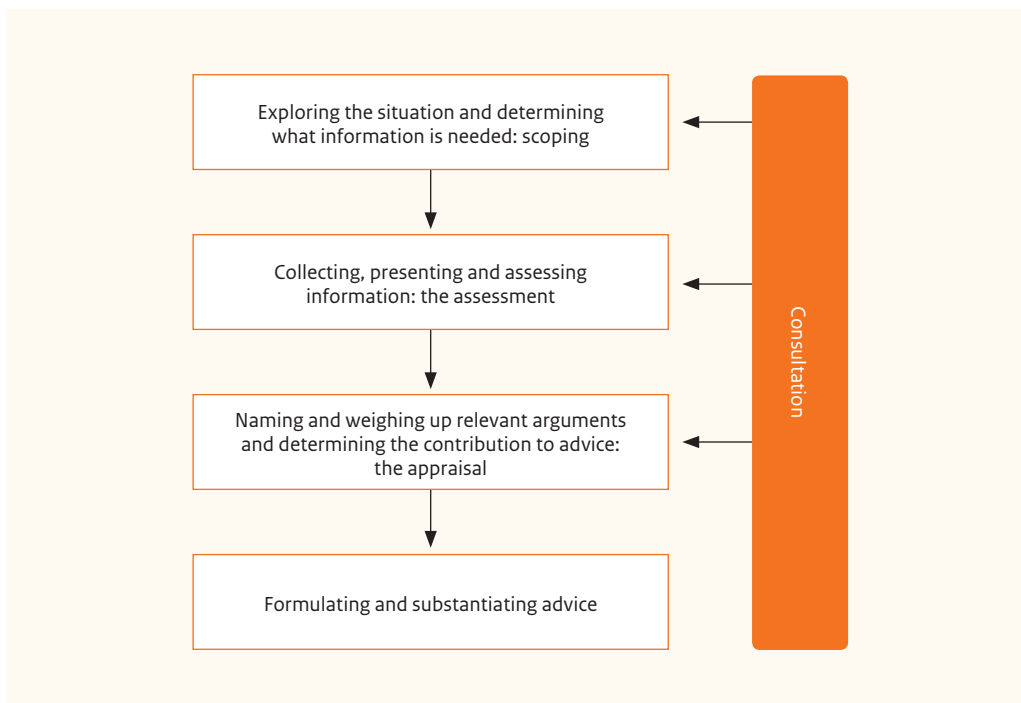 Exploring the situation and determining
what information is needed: scoping
Collecting, presenting and assessing
information: the assessment
Naming and weighing up relevant arguments
and determining the contribution to advice:
the appraisal
Formulating and substantiating advice
Consultation